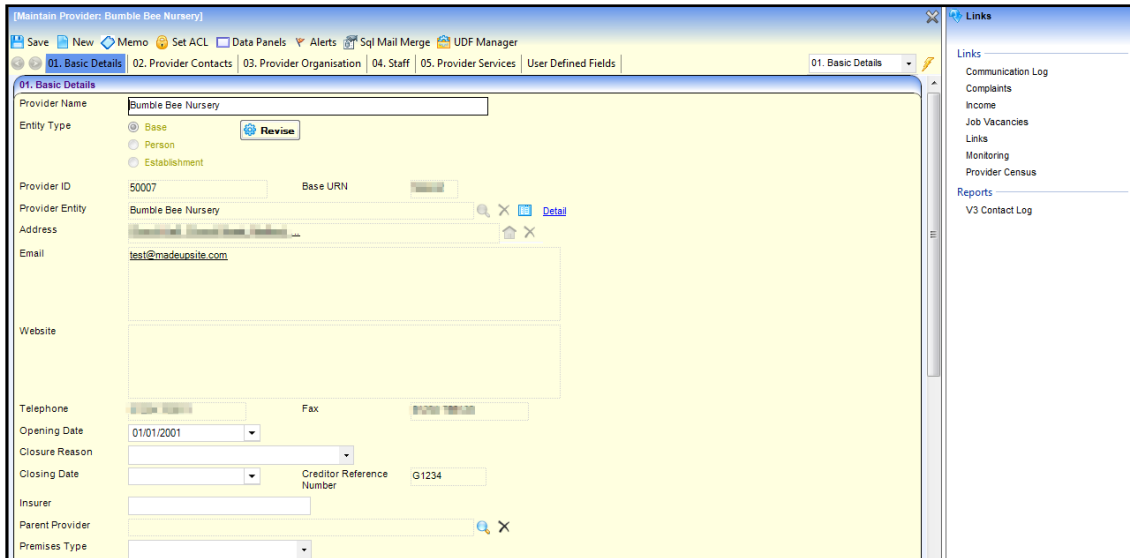 [Maintain Provider: Bumble Bee Nursery]
Save New Memo Set ACL Data Panels Alerts Sql Mail Merge UDF Manager
01. Basic Details 02. Provider Contacts 03. Provider Organisation 04. Staff 05. Provider Services User Defined Fields 01. Basic Details
01. Basic Details
Provider Name Bumble Bee Nursery
Entity Type Base Revise
Person
Establishment
Provider ID 50007 Base URN
Provider Entity Bumble Bee Nursery Detail
Address
Email test@madeupsite.com
Website
Telephone Fax
Opening Date 01/01/2001
Closure Reason
Closing Date Creditor Reference Number G1234
Insurer
Parent Provider
Premises Type
Links
Links
Communication Log
Complaints
Income
Job Vacancies
Links
Monitoring
Provider Census
Reports
V3 Contact Log